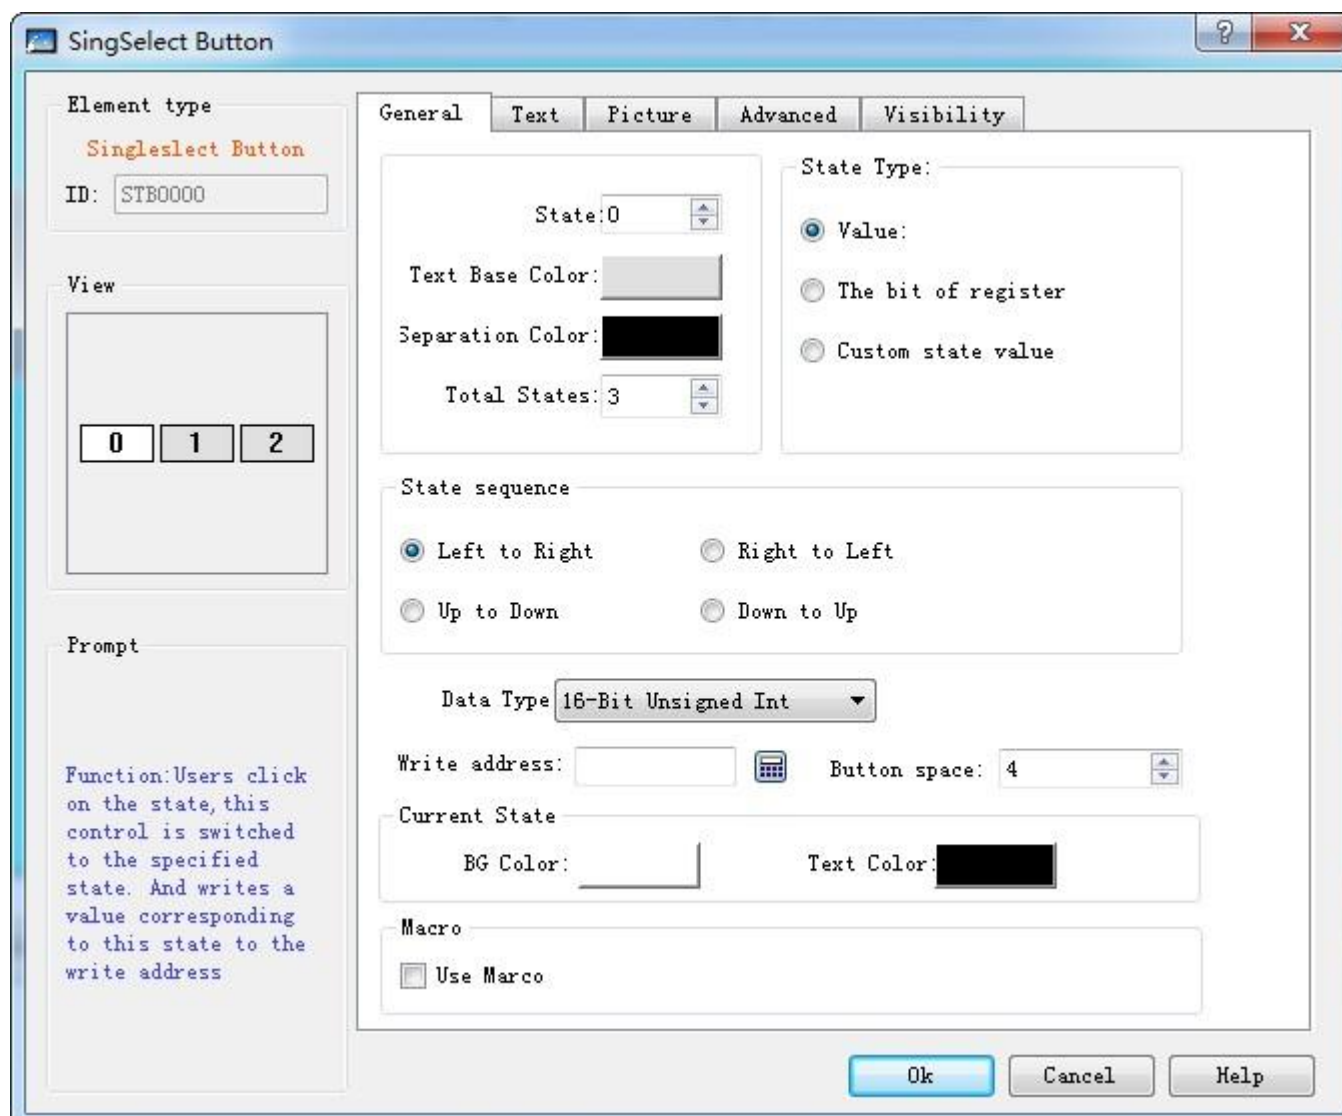 SingSelect Button
Element type
Singleslect Button
ID: STB0000
View
0 1 2
Prompt
Function:Users click
on the state,this
control is switched
to the specified
state. And writes a
value corresponding
to this state to the
write address
General Text Picture Advanced Visibility
State:0
Text Base Color:
Separation Color:
Total States:3
State Type:
Value:
The bit of register
Custom state value
State sequence
Left to Right Right to Left
Up to Down Down to Up
Data Type 16-Bit Unsigned Int
Write address: Button space: 4
Current State
BG Color: Text Color:
Macro
Use Marco
Ok Cancel Help